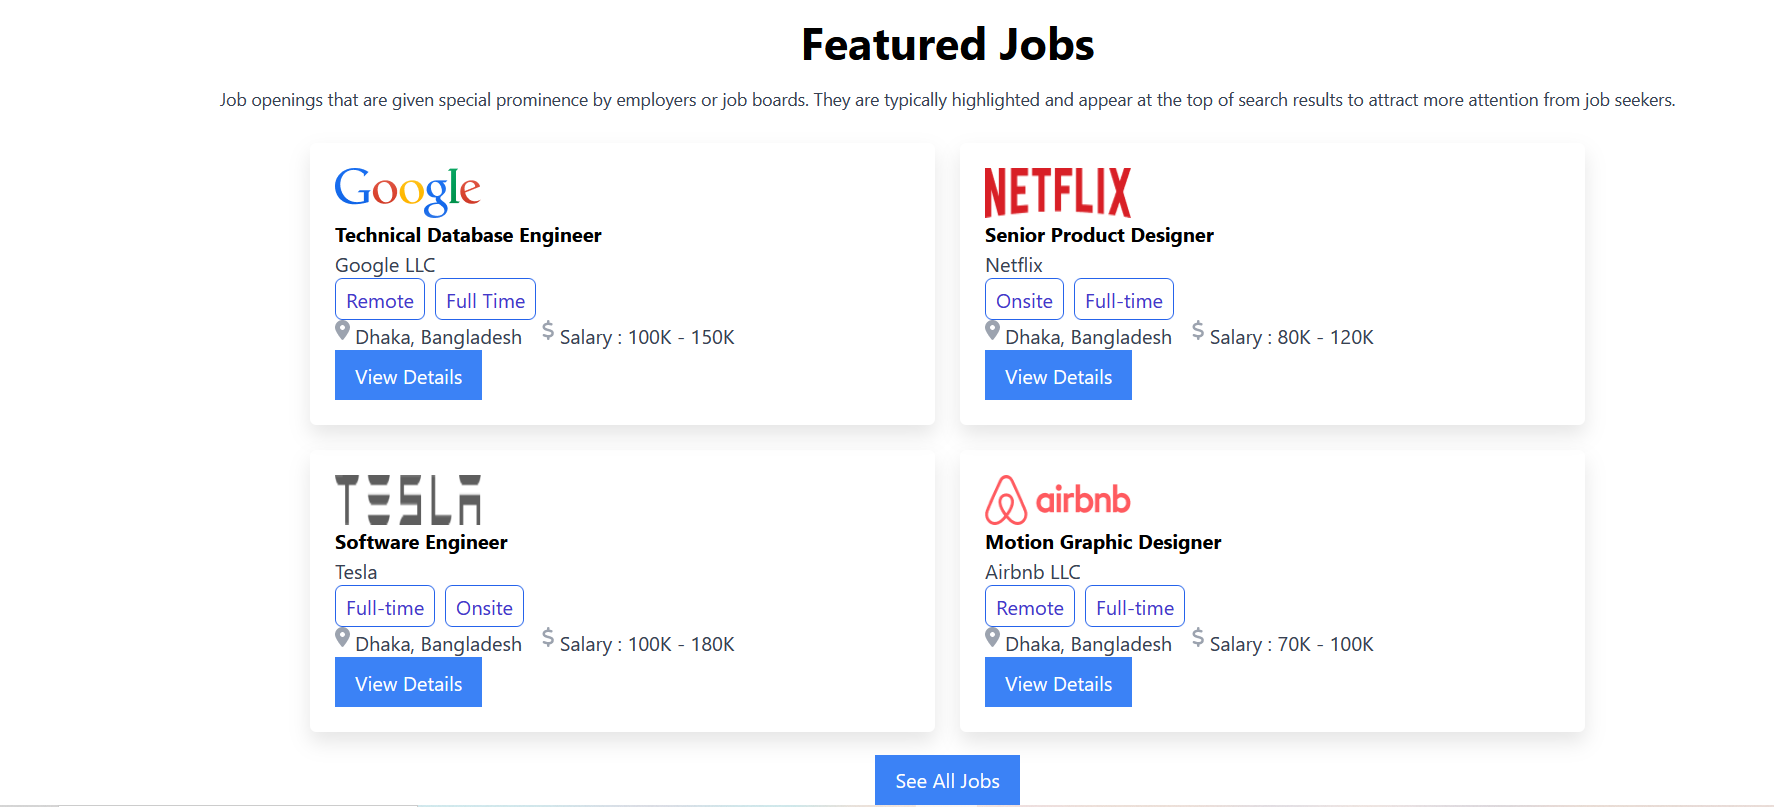 Featured Jobs
Job openings that are given special prominence by employers or job boards. They are typically highlighted and appear at the top of search results to attract more attention from job seekers.
Google
Technical Database Engineer
Google LLC
Remote Full Time
Dhaka, Bangladesh $ Salary : 100K - 150K
View Details
NETFLIX
Senior Product Designer
Netflix
Onsite Full-time
Dhaka, Bangladesh $ Salary : 80K - 120K
View Details
TESLA
Software Engineer
Tesla
Full-time Onsite
Dhaka, Bangladesh $ Salary : 100K - 180K
View Details
airbnb
Motion Graphic Designer
Airbnb LLC
Remote Full-time
Dhaka, Bangladesh $ Salary : 70K - 100K
View Details
See All Jobs